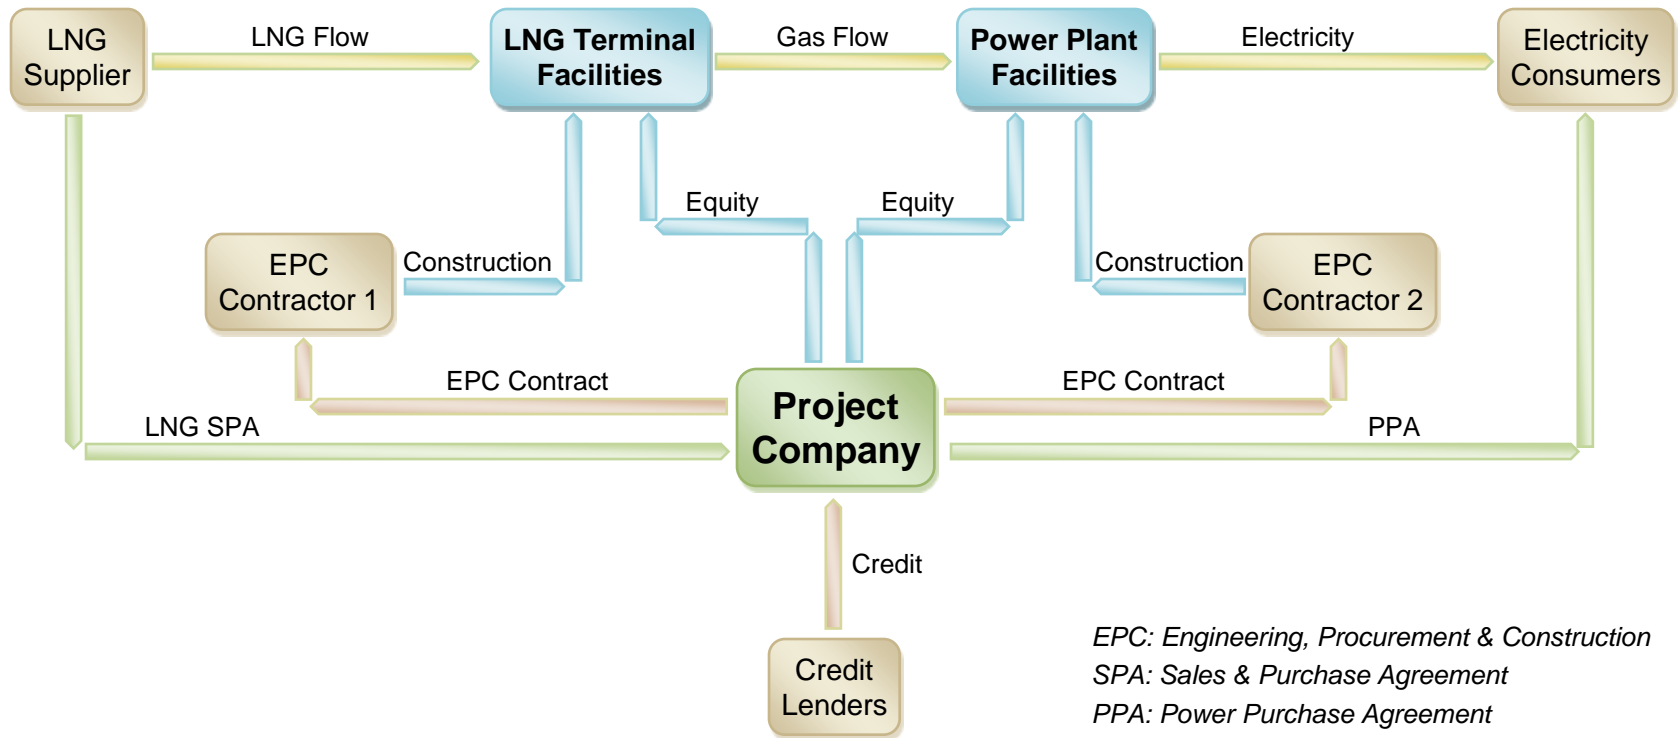 LNG
Supplier
LNG Flow
LNG Terminal
Facilities
Gas Flow
Power Plant
Facilities
Electricity
Electricity
Consumers
Equity
Equity
EPC
Contractor 1
Construction
Construction
EPC
Contractor 2
EPC Contract
EPC Contract
LNG SPA
Project
Company
PPA
Credit
Credit
Lenders
EPC: Engineering, Procurement & Construction
SPA: Sales & Purchase Agreement
PPA: Power Purchase Agreement